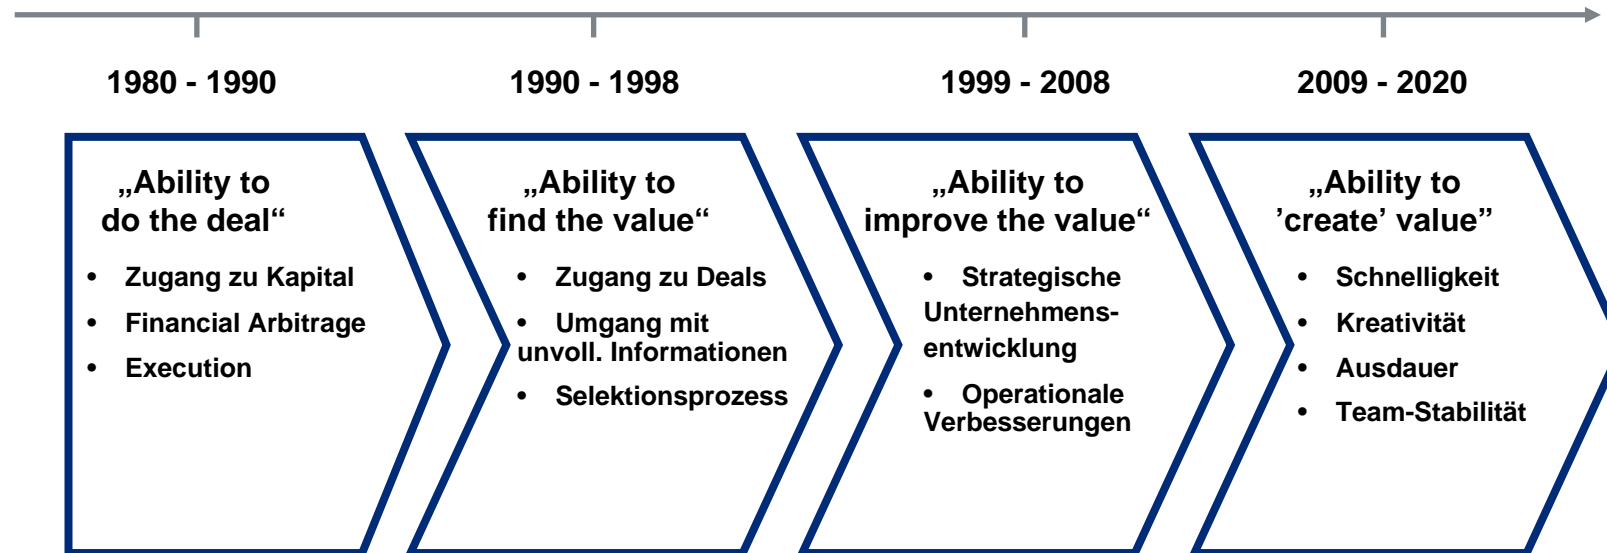 1980 - 1990
1990 - 1998
1999 - 2008
2009 - 2020
„Ability to
do the deal“
• Zugang zu Kapital
• Financial Arbitrage
• Execution
„Ability to
find the value“
• Zugang zu Deals
• Umgang mit
unvoll. Informationen
• Selektionsprozess
„Ability to
improve the value“
• Strategische
Unternehmens-
entwicklung
• Operationale
Verbesserungen
„Ability to
’create’ value”
• Schnelligkeit
• Kreativität
• Ausdauer
• Team-Stabilität